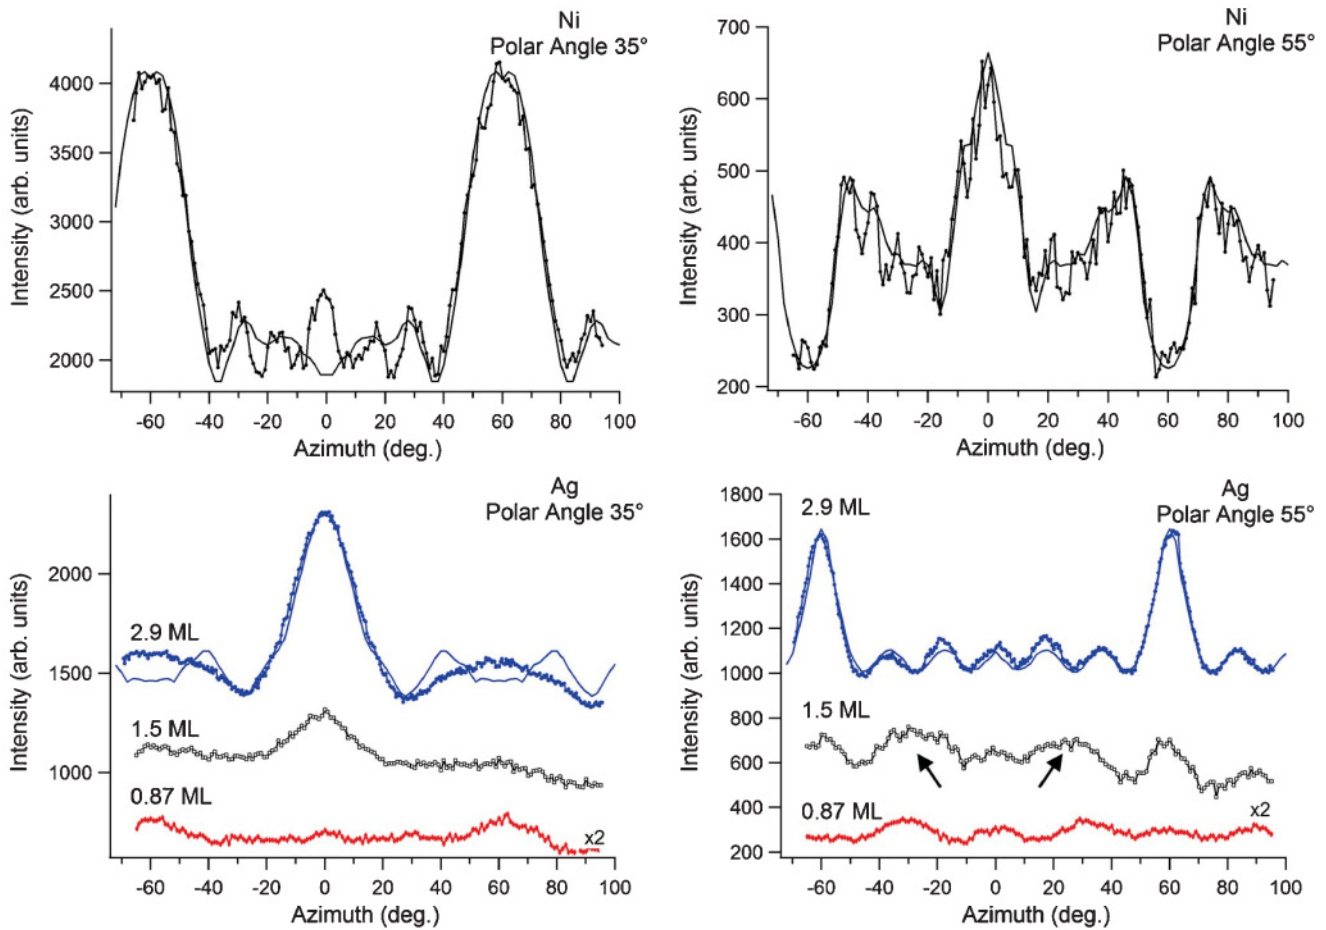 Ni
Polar Angle 35°
4000
3500
3000
2500
2000
Intensity (arb. units)
-60 -40 -20 0 20 40 60 80 100
Azimuth (deg.)
Ni
Polar Angle 55°
700
600
500
400
300
200
Intensity (arb. units)
-60 -40 -20 0 20 40 60 80 100
Azimuth (deg.)
Ag
Polar Angle 35°
2000
1500
1000
Intensity (arb. units)
2.9 ML
1.5 ML
0.87 ML
x2
-60 -40 -20 0 20 40 60 80 100
Azimuth (deg.)
Ag
Polar Angle 55°
1800
1600
1400
1200
1000
800
600
400
200
Intensity (arb. units)
2.9 ML
1.5 ML
0.87 ML
x2
-60 -40 -20 0 20 40 60 80 100
Azimuth (deg.)